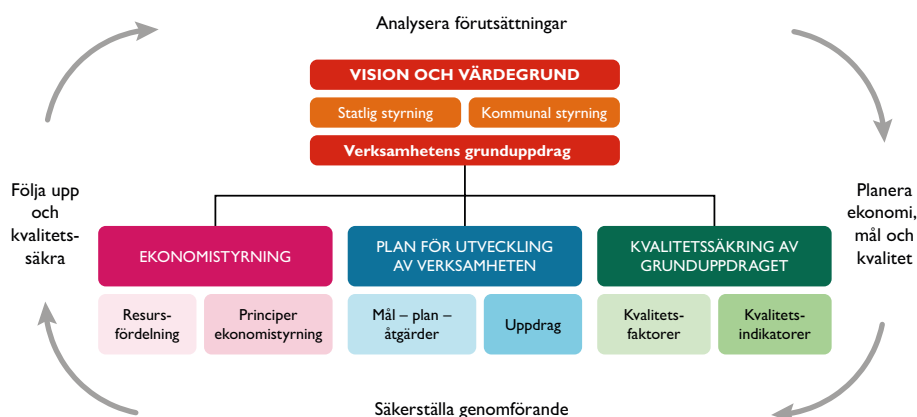 Analysera förutsättningar
VISION OCH VÄRDEGRUND
Statlig styrning
Kommunal styrning
Verksamhetens grunduppdrag
Följa upp
och
kvalitets-
säkra
Planera
ekonomi,
mål och
kvalitet
EKONOMISTYRNING
PLAN FÖR UTVECKLING
AV VERKSAMHETEN
KVALITETSSÄKRING AV
GRUNDUPPDRAGET
Resurs-
fördelning
Principer
ekonomistyrning
Mål – plan –
åtgärder
Uppdrag
Kvalitets-
faktorer
Kvalitets-
indikatorer
Säkerställa genomförande